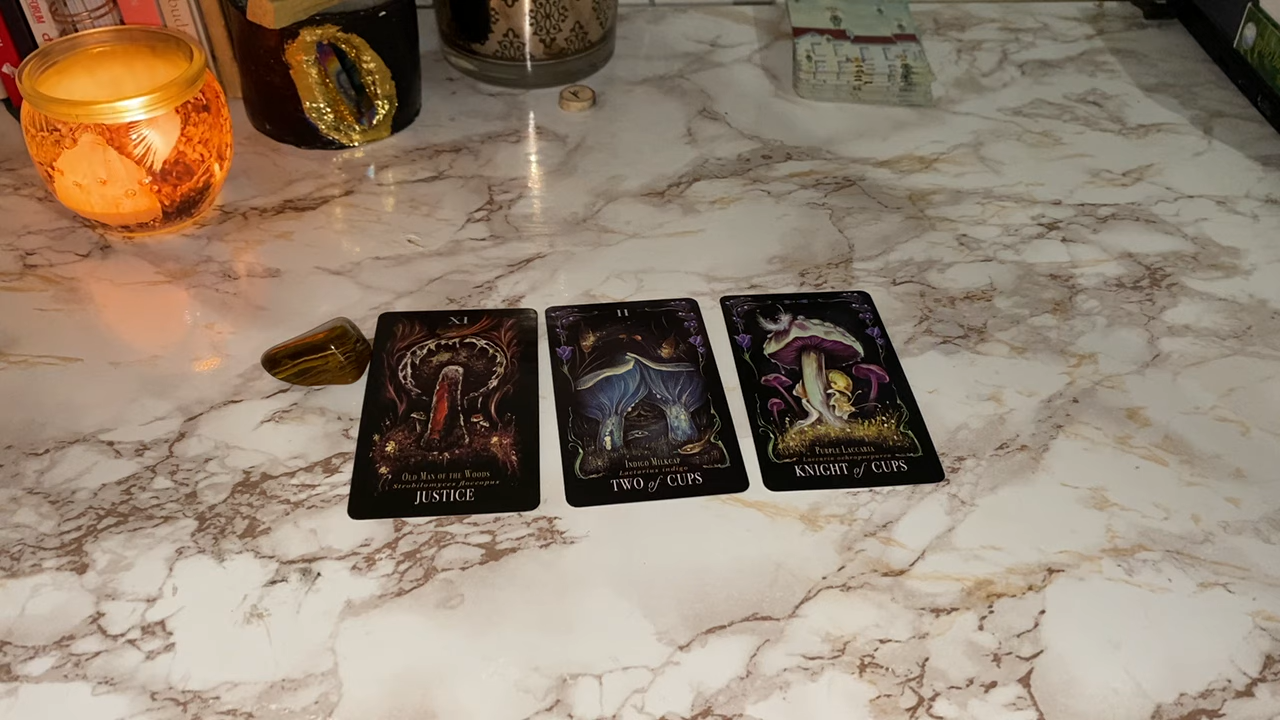 XI
OLD MAN OF THE WOODS
Strobilomyces floccopus
JUSTICE
II
INDIGO MILKCAP
Lactarius indigo
TWO of CUPS
PURPLE LACCARIA
Laccaria ochropurpurea
KNIGHT of CUPS